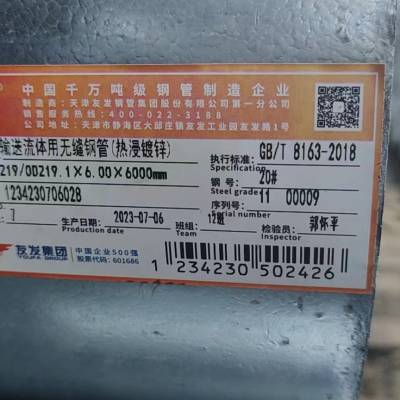 中国千万吨级钢管制造企业
制造商:天津友发钢管集团股份有限公司第一分公司
销售服务热线:400-022-3188
地址:天津市静海区大邱庄镇友发工业园友发路1号
输送流体用无缝钢管(热浸镀锌)
执行标准: GB/T 8163-2018
Specification
219/OD219.1×6.00×6000mm
钢号: 20#
Steel grade
1234230706028
序列号: 11 00009
Serial number
7
2023-07-06
Production date
班组: 12班
Team
检验员: 郭怀平
Inspector
友发集团
YOUFA GROUP
中国企业500强
股票代码:601686
1 234230 502426